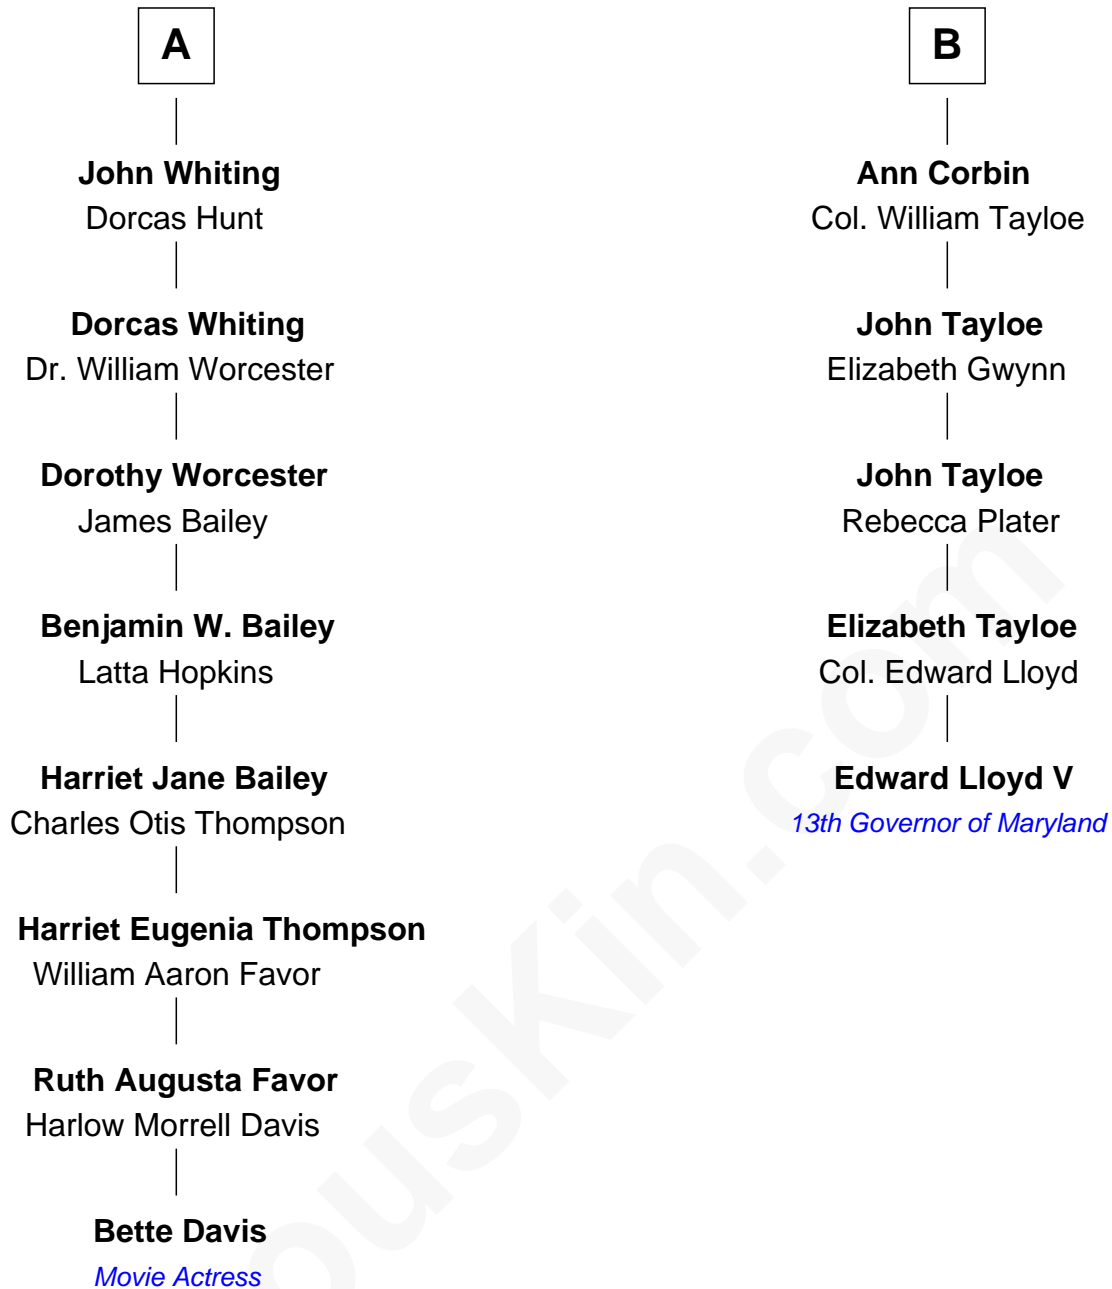 A
John Whiting
Dorcas Hunt
Dorcas Whiting
Dr. William Worcester
Dorothy Worcester
James Bailey
Benjamin W. Bailey
Latta Hopkins
Harriet Jane Bailey
Charles Otis Thompson
Harriet Eugenia Thompson
William Aaron Favor
Ruth Augusta Favor
Harlow Morrell Davis
Bette Davis
Movie Actress
B
Ann Corbin
Col. William Tayloe
John Tayloe
Elizabeth Gwynn
John Tayloe
Rebecca Plater
Elizabeth Tayloe
Col. Edward Lloyd
Edward Lloyd V
13th Governor of Maryland
ousKin.com